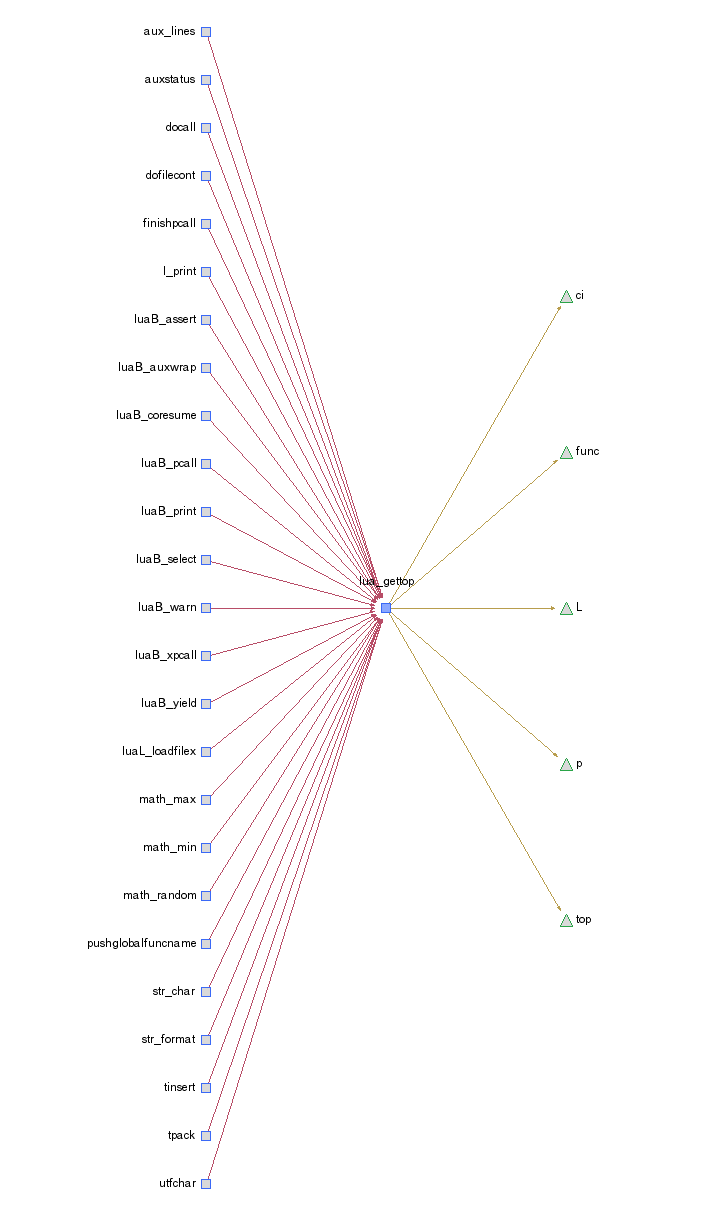 aux_lines
auxstatus
docall
dofilecont
finishpcall
l_print
luaB_assert
luaB_auxwrap
luaB_coresume
luaB_pcall
luaB_print
luaB_select
luaB_warn
luaB_xpcall
luaB_yield
luaL_loadfilex
math_max
math_min
math_random
pushglobalfuncname
str_char
str_format
tinsert
tpack
utfchar
lua_gettop
ci
func
L
p
top